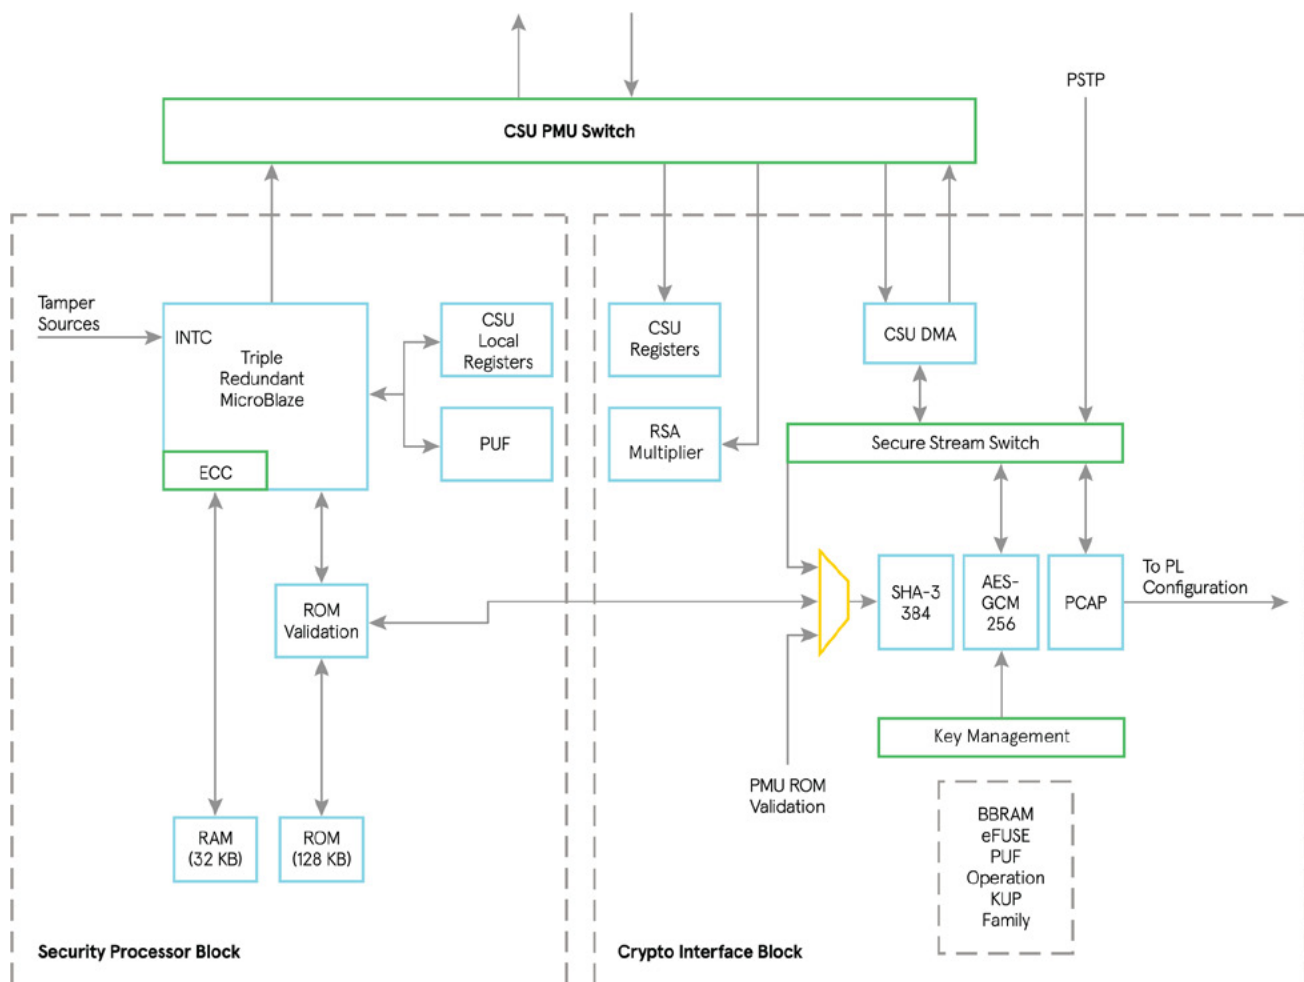 PSTP
CSU PMU Switch
Tamper
Sources
INTC
Triple
Redundant
MicroBlaze
ECC
CSU
Local
Registers
PUF
ROM
Validation
RAM
(32 KB)
ROM
(128 KB)
Security Processor Block
CSU
Registers
CSU DMA
RSA
Multiplier
Secure Stream Switch
SHA-3
384
AES-
GCM
256
PCAP
To PL
Configuration
Key Management
PMU ROM
Validation
BBRAM
eFUSE
PUF
Operation
KUP
Family
Crypto Interface Block